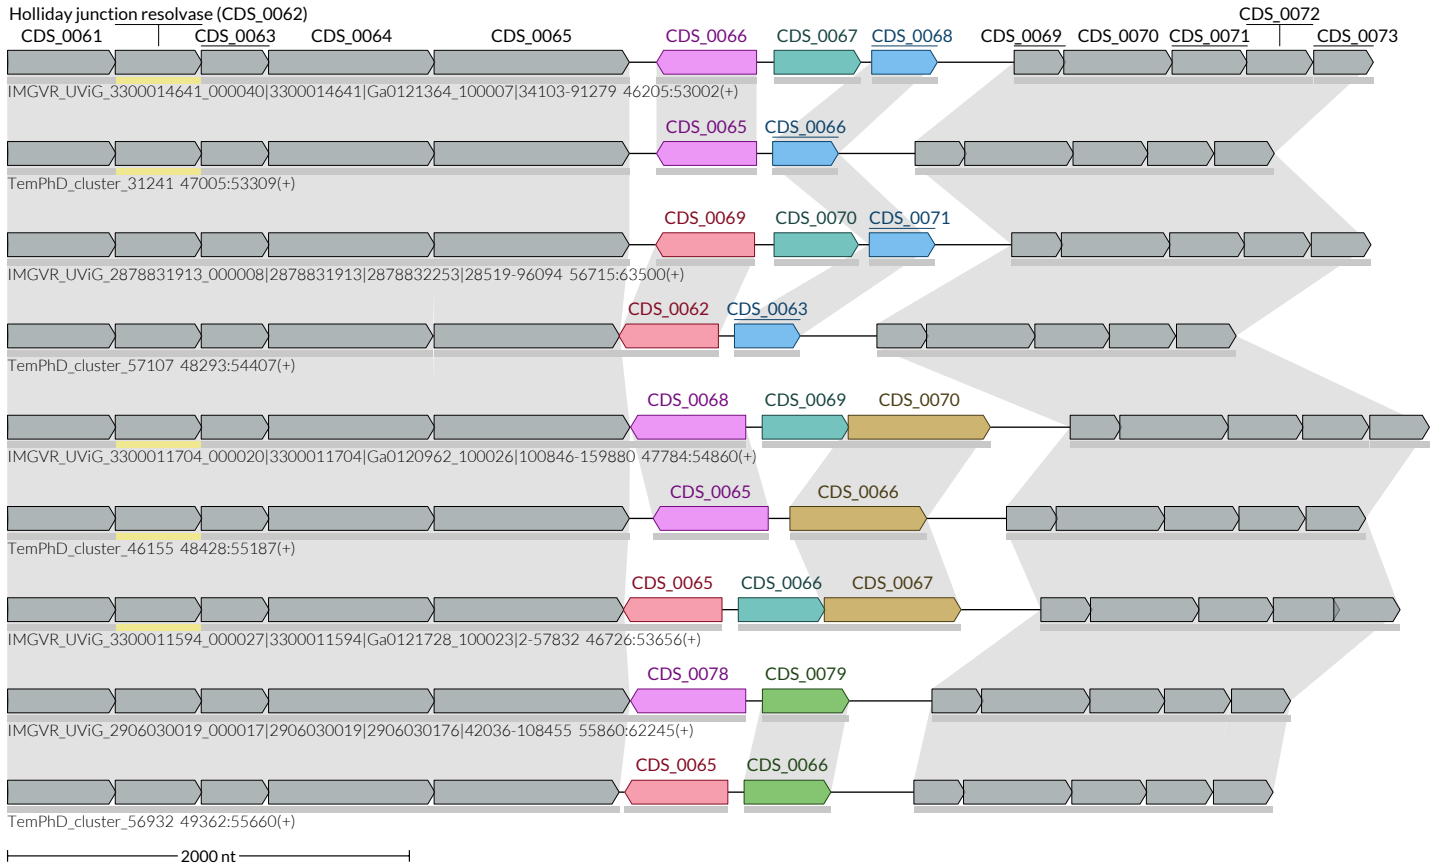 Holliday junction resolvase (CDS_0062)
CDS_0072
CDS_0061 CDS_0063 CDS_0064 CDS_0065 CDS_0066 CDS_0067 CDS_0068 CDS_0069 CDS_0070 CDS_0071 CDS_0073
IMGVR_UViG_3300014641_000040|3300014641|Ga0121364_100007|34103-91279 46205:53002(+)
CDS_0065 CDS_0066
TemPhD_cluster_31241 47005:53309(+)
CDS_0069 CDS_0070 CDS_0071
IMGVR_UViG_2878831913_000008|2878831913|2878832253|28519-96094 56715:63500(+)
CDS_0062 CDS_0063
TemPhD_cluster_57107 48293:54407(+)
CDS_0068 CDS_0069 CDS_0070
IMGVR_UViG_3300011704_000020|3300011704|Ga0120962_100026|100846-159880 47784:54860(+)
CDS_0065 CDS_0066
TemPhD_cluster_46155 48428:55187(+)
CDS_0065 CDS_0066 CDS_0067
IMGVR_UViG_3300011594_000027|3300011594|Ga0121728_100023|2-57832 46726:53656(+)
CDS_0078 CDS_0079
IMGVR_UViG_2906030019_000017|2906030019|2906030176|42036-108455 55860:62245(+)
CDS_0065 CDS_0066
TemPhD_cluster_56932 49362:55660(+)
2000 nt